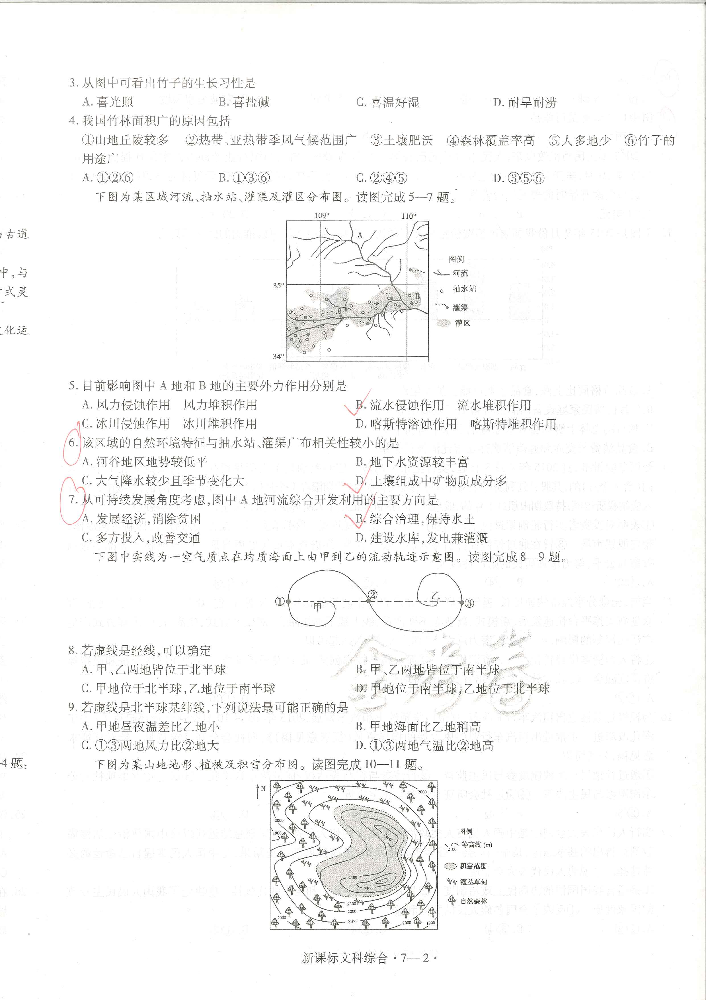 3. 从图中可看出竹子的生长习性是
A. 喜光照 B. 喜盐碱 C. 喜温好湿 D. 耐旱耐涝
4. 我国竹林面积广的原因包括
①山地丘陵较多 ②热带、亚热带季风气候范围广 ③土壤肥沃 ④森林覆盖率高 ⑤人多地少 ⑥竹子的
用途广
A. ①②⑥ B. ①③⑥ C. ②④⑤ D. ③⑤⑥
下图为某区域河流、抽水站、灌渠及灌区分布图。读图完成5—7题。
109° 110°
A
图例
河流
35°
抽水站
B
灌渠
8
灌区
34°
古道
中,与
式灵
化运
5. 目前影响图中 A 地和 B 地的主要外力作用分别是
A. 风力侵蚀作用 风力堆积作用 B. 流水侵蚀作用 流水堆积作用
C. 冰川侵蚀作用 冰川堆积作用 D. 喀斯特溶蚀作用 喀斯特堆积作用
6. 该区域的自然环境特征与抽水站、灌渠广布相关性较小的是
A. 河谷地区地势较低平 B. 地下水资源较丰富
C. 大气降水较少且季节变化大 D. 土壤组成中矿物质成分多
7. 从可持续发展角度考虑,图中 A 地河流综合开发利用的主要方向是
A. 发展经济,消除贫困 B. 综合治理,保持水土
C. 多方投入,改善交通 D. 建设水库,发电兼灌溉
下图中实线为一空气质点在均质海面上由甲到乙的流动轨迹示意图。读图完成8—9题。
① 甲 ② 乙 ③
8. 若虚线是经线,可以确定
A. 甲、乙两地皆位于北半球 B. 甲、乙两地皆位于南半球
C. 甲地位于北半球,乙地位于南半球 D. 甲地位于南半球,乙地位于北半球
金考卷
9. 若虚线是北半球某纬线,下列说法最可能正确的是
A. 甲地昼夜温差比乙地小 B. 甲地海面比乙地稍高
C. ①③两地风力比②地大 D. ①③两地气温比②地高
下图为某山地地形、植被及积雪分布图。读图完成10—11题。
—4题。
N
2000
2000
1900
2400
2400
2500
2300
2200
2100
2000
2000
1900
图例
2100 等高线(m)
积雪范围
灌丛草甸
自然森林
新课标文科综合·7—2·